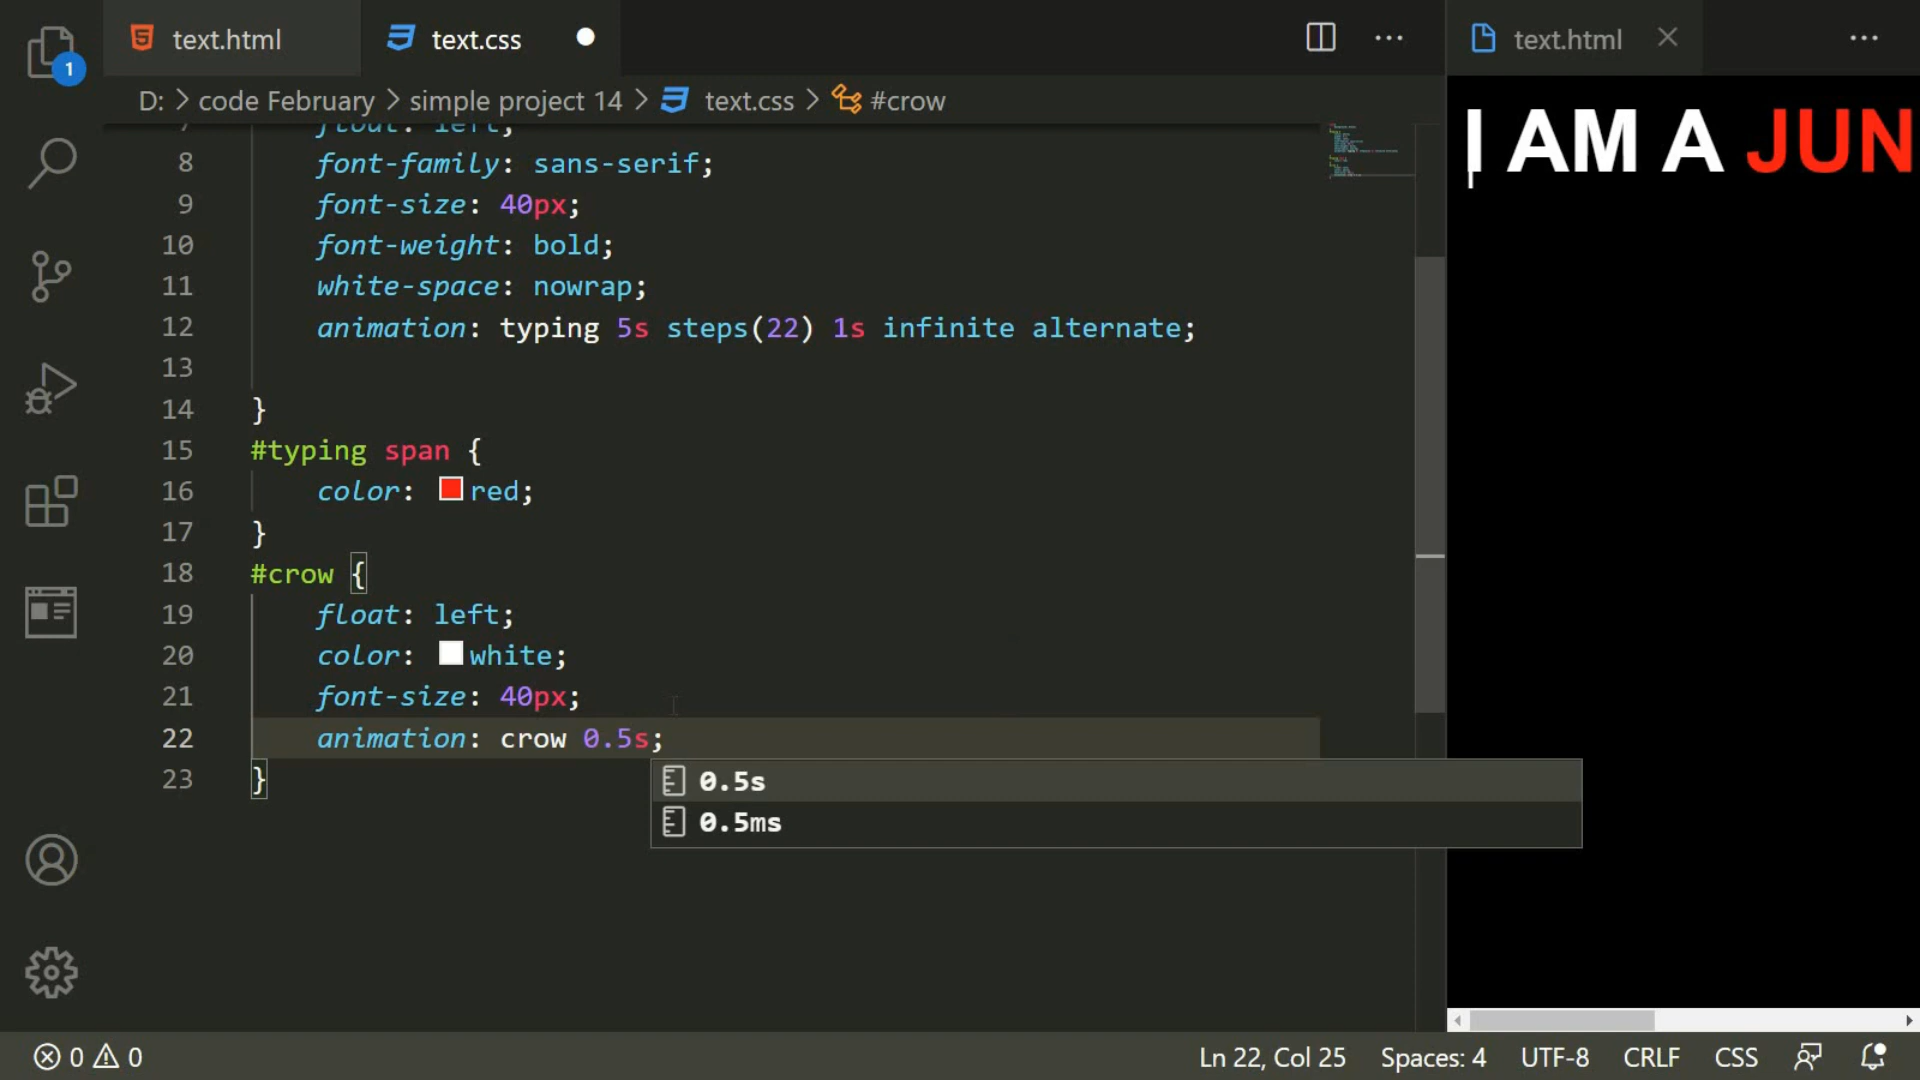 text.html
text.css
text.html
1
D: > code February > simple project 14 > text.css > #crow
7 float: left;
8 font-family: sans-serif;
9 font-size: 40px;
10 font-weight: bold;
11 white-space: nowrap;
12 animation: typing 5s steps(22) 1s infinite alternate;
13
14 }
15 #typing span {
16 color: red;
17 }
18 #crow {
19 float: left;
20 color: white;
21 font-size: 40px;
22 animation: crow 0.5s;
23 }
0.5s
0.5ms
I AM A JUN
0 0
Ln 22, Col 25 Spaces: 4 UTF-8 CRLF CSS